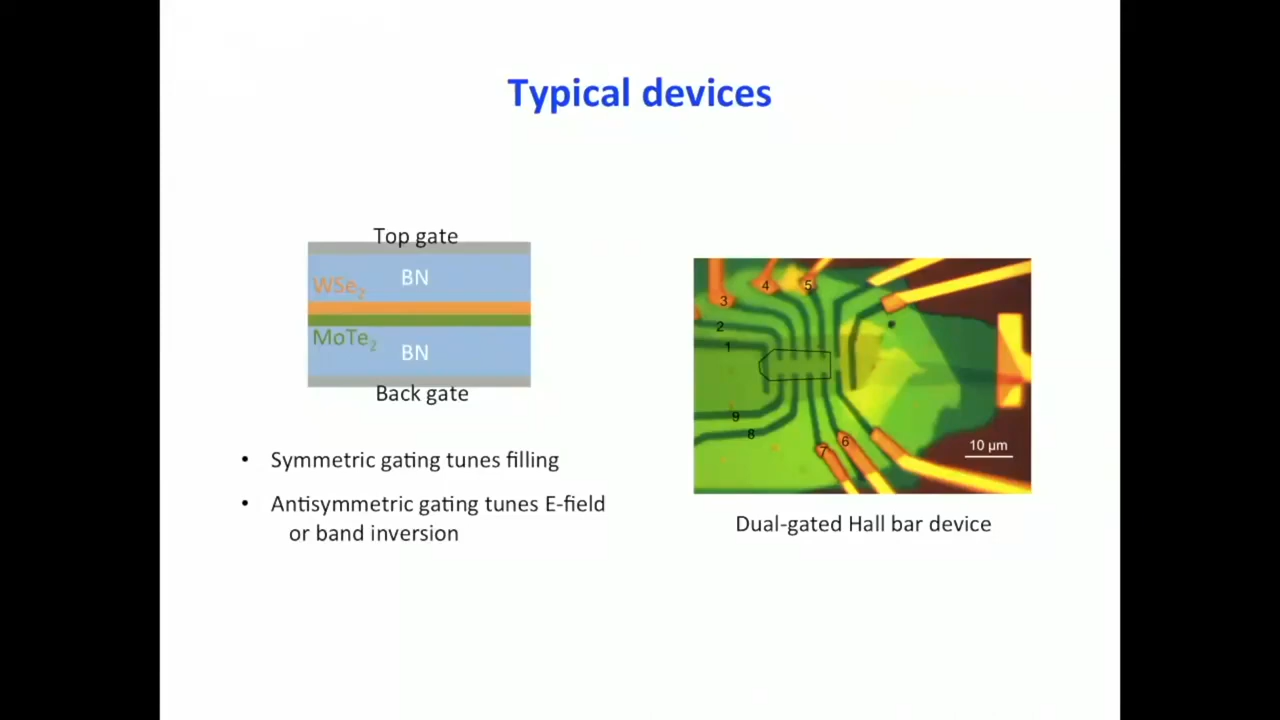 Typical devices
Top gate
BN
WSe₂
MoTe₂
BN
Back gate
• Symmetric gating tunes filling
• Antisymmetric gating tunes E-field
or band inversion
3
4
5
2
1
9
8
7
6
10 μm
Dual-gated Hall bar device